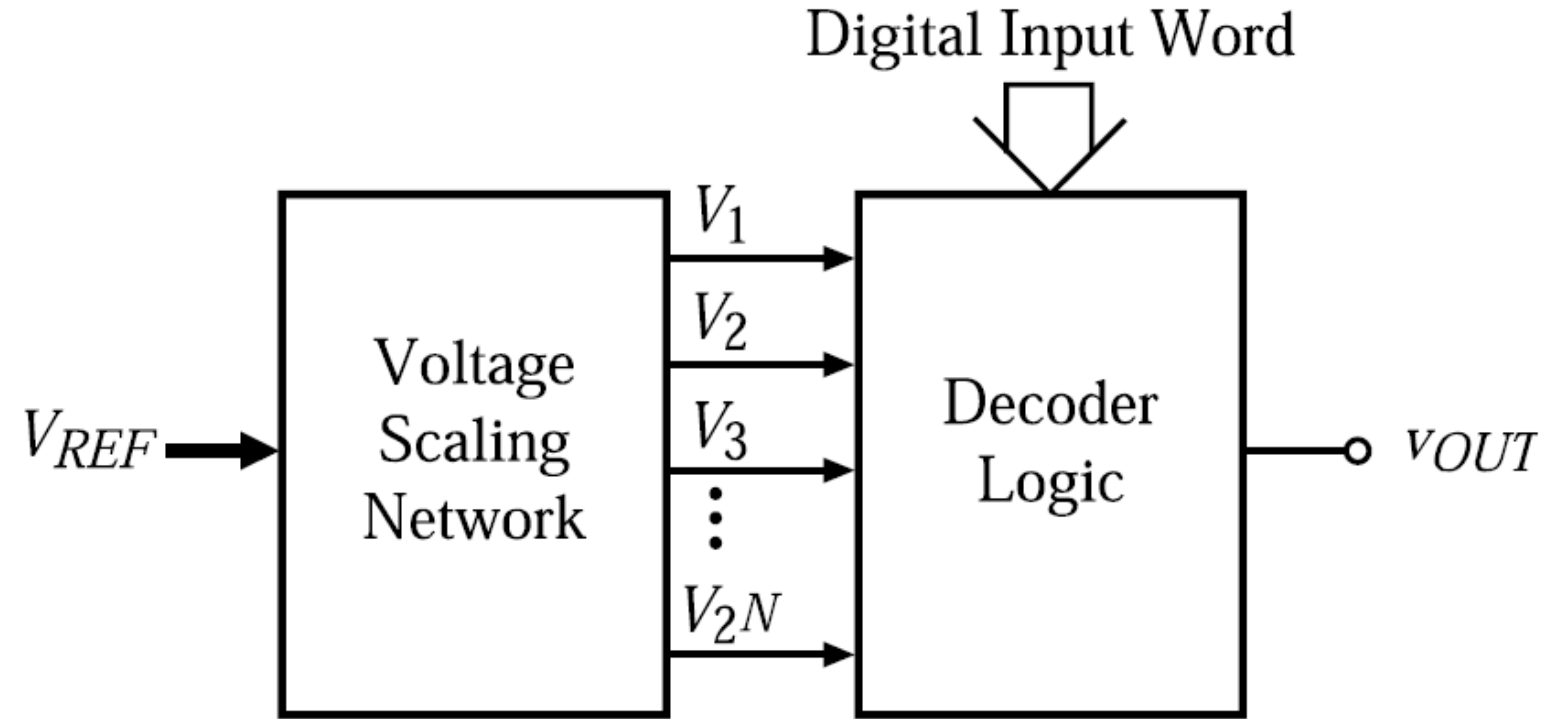 Digital Input Word
V1
V2
Voltage
Scaling
Network
VREF
V3
V2N
Decoder
Logic
vOUT